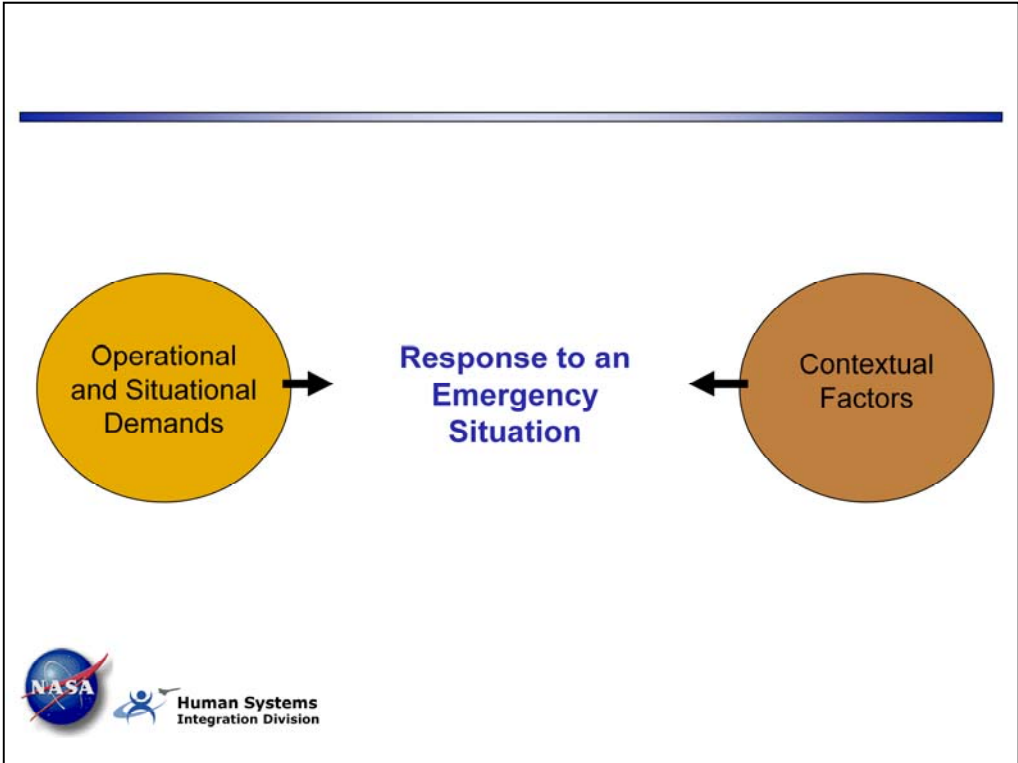 Operational
and Situational
Demands
Response to an
Emergency
Situation
Contextual
Factors
NASA
Human Systems
Integration Division